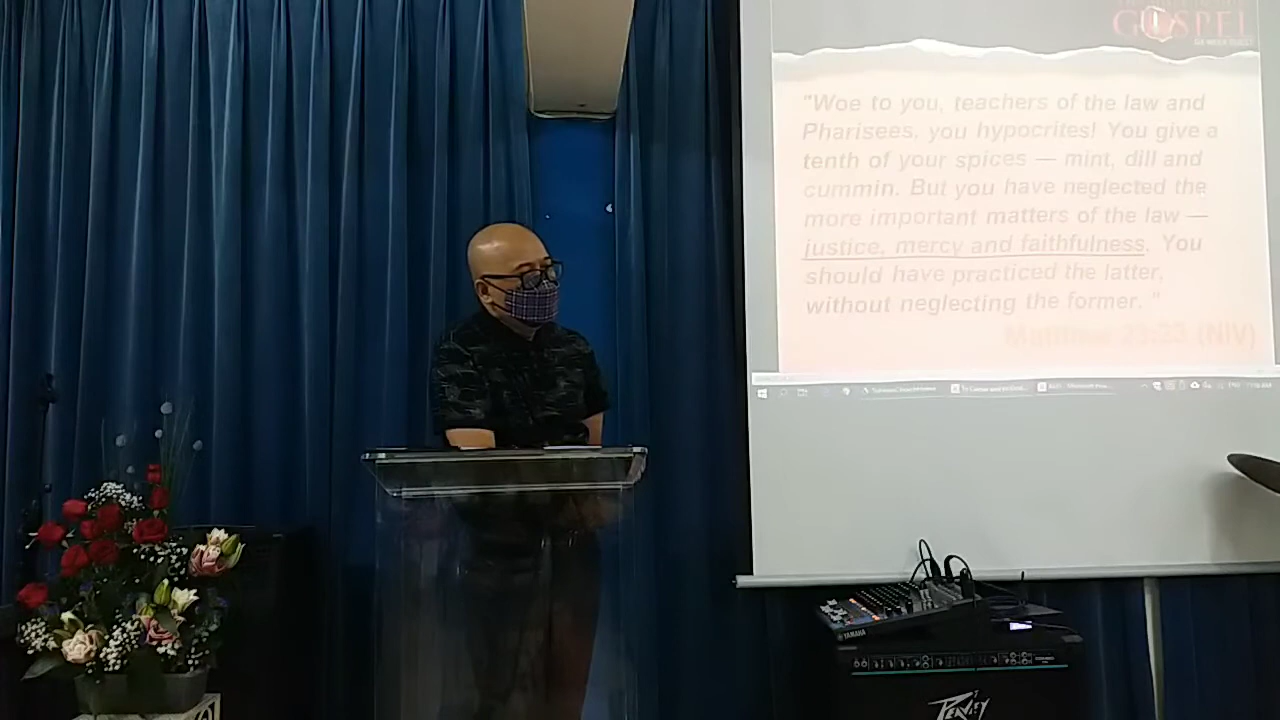 GOSPEL
"Woe to you, teachers of the law and
Pharisees, you hypocrites! You give a
tenth of your spices — mint, dill and
cummin. But you have neglected the
more important matters of the law —
justice, mercy and faithfulness. You
should have practiced the latter,
without neglecting the former. "
Matthew 23:23 (NIV)
YAMAHA
PEAVEY